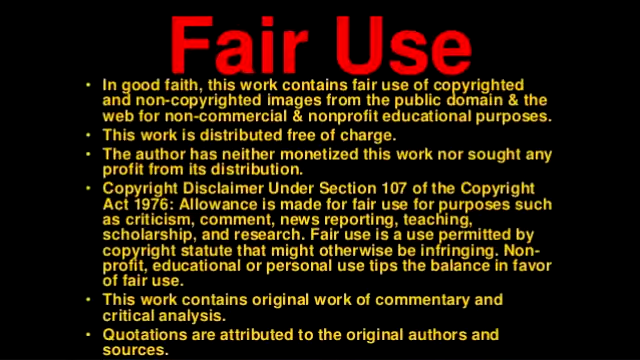 Fair Use
• In good faith, this work contains fair use of copyrighted
and non-copyrighted images from the public domain & the
web for non-commercial & nonprofit educational purposes.
• This work is distributed free of charge.
• The author has neither monetized this work nor sought any
profit from its distribution.
• Copyright Disclaimer Under Section 107 of the Copyright
Act 1976: Allowance is made for fair use for purposes such
as criticism, comment, news reporting, teaching,
scholarship, and research. Fair use is a use permitted by
copyright statute that might otherwise be infringing. Non-
profit, educational or personal use tips the balance in favor
of fair use.
• This work contains original work of commentary and
critical analysis.
• Quotations are attributed to the original authors and
sources.